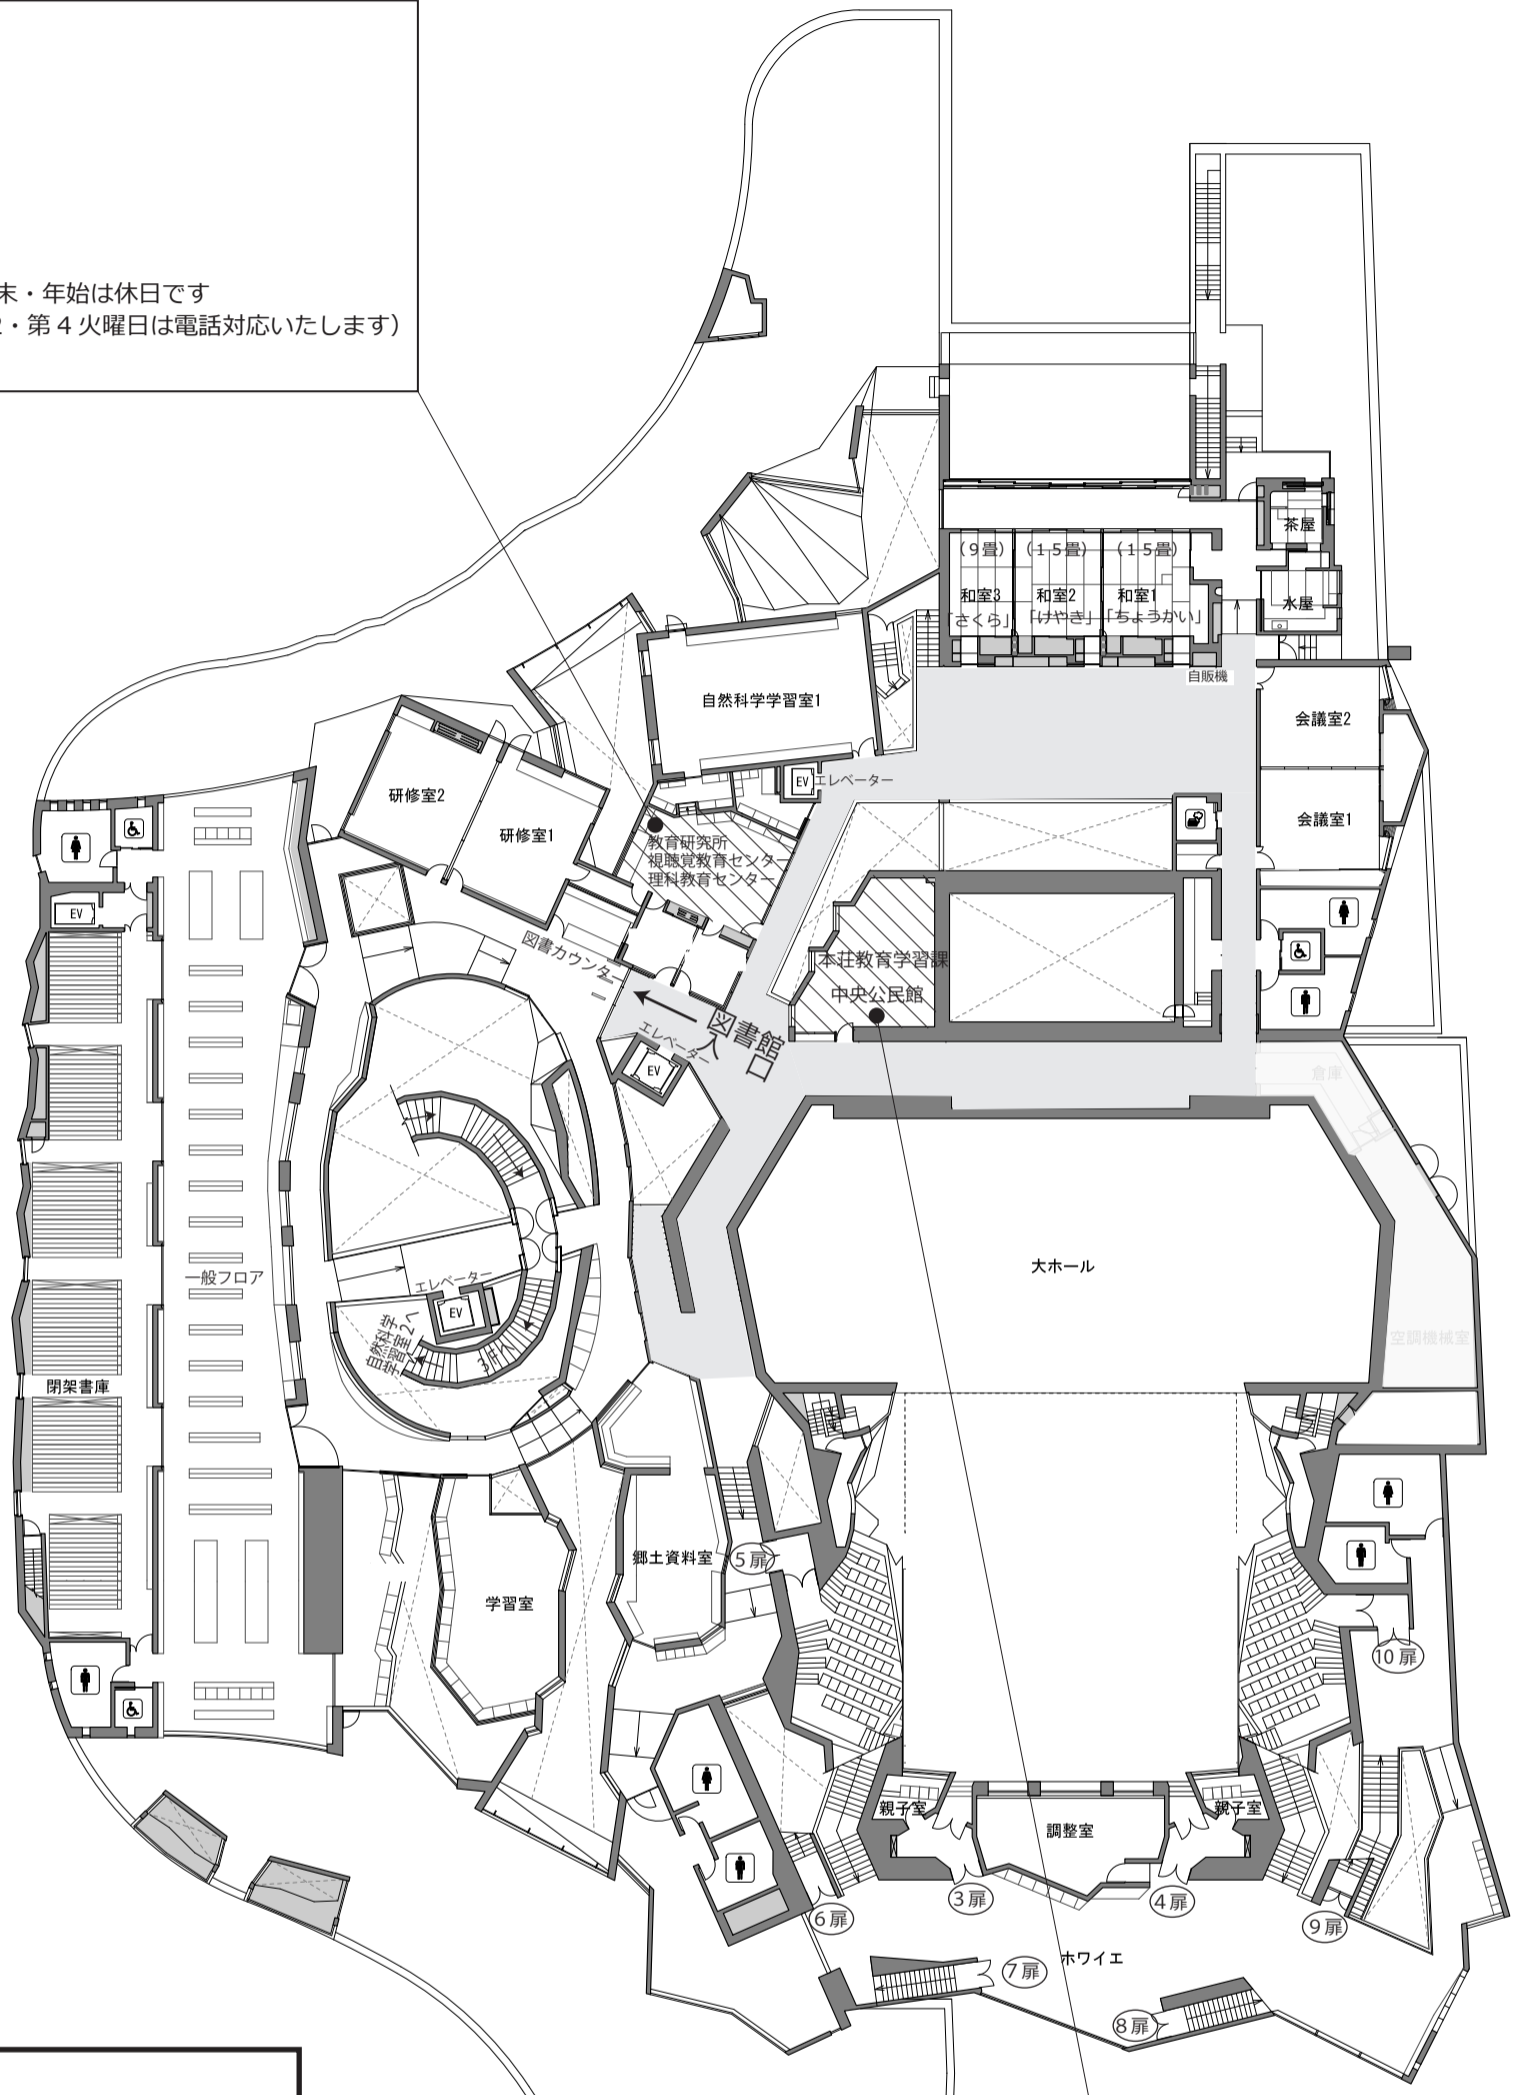 末・年始は休日です
・第４火曜日は電話対応いたします）
茶屋
（９畳）
（１５畳）
（１５畳）
和室3
和室2
和室1
水屋
「さくら」
「けやき」
「ちょうかい」
自販機
自然科学学習室1
会議室2
EV
エレベーター
研修室2
会議室1
研修室1
教育研究所
視聴覚教育センター
理科教育センター
EV
図書カウンター
本荘教育学習課
中央公民館
図書館
入口
エレベーター
EV
倉庫
大ホール
一般フロア
エレベーター
EV
自然科学
学習室2へ
3Fへ
空調機械室
閉架書庫
郷土資料室
5扉
学習室
10扉
親子室
調整室
親子室
3扉
4扉
6扉
9扉
ホワイエ
7扉
8扉